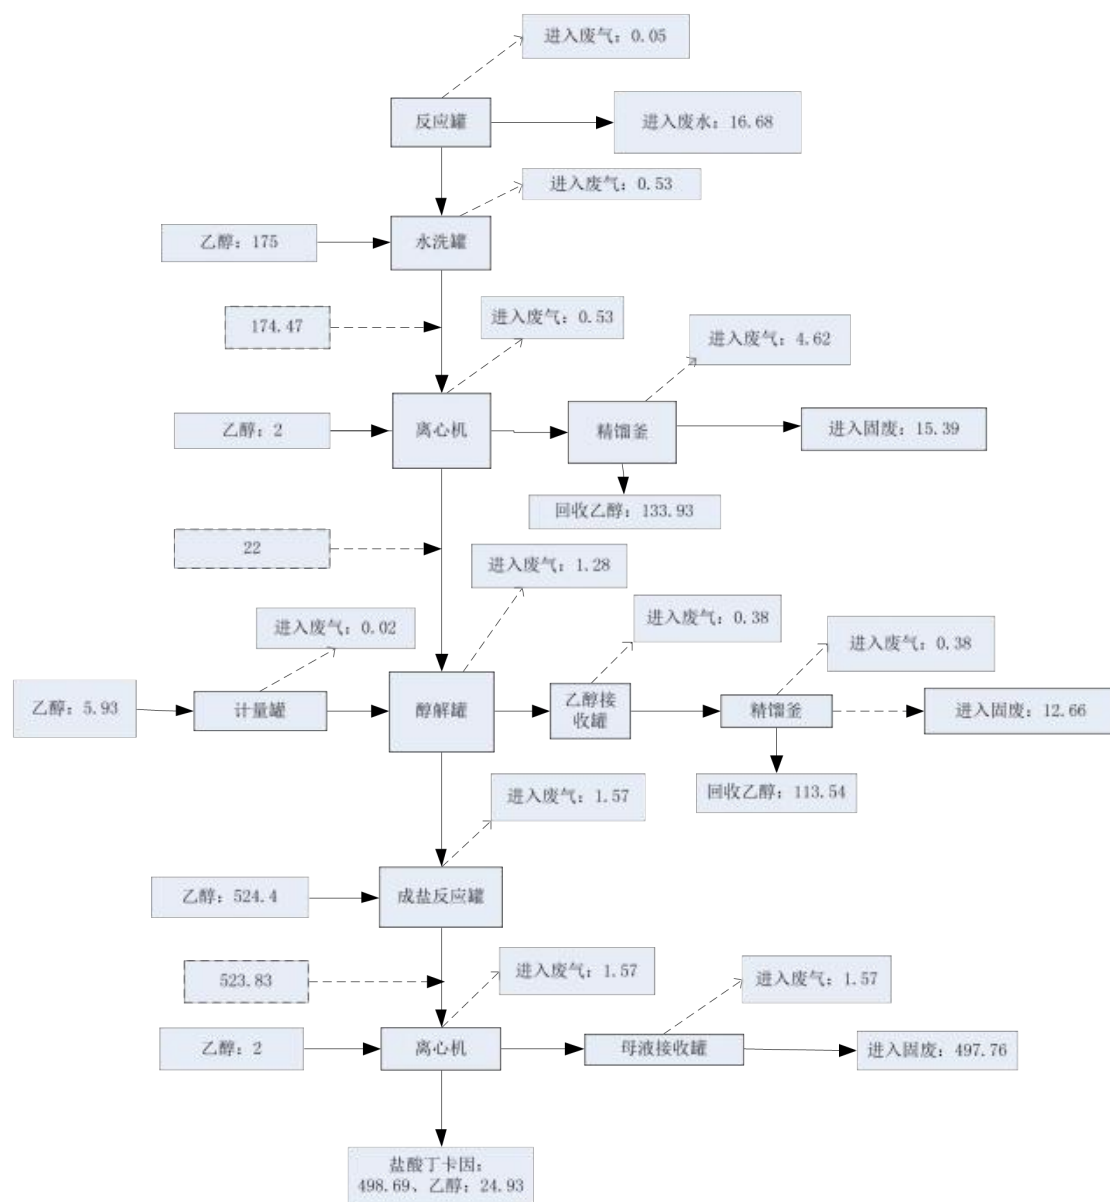 进入废气：0.05
反应罐
进入废水：16.68
进入废气：0.53
乙醇：175
水洗罐
174.47
进入废气：0.53
进入废气：4.62
乙醇：2
离心机
精馏釜
进入固废：15.39
回收乙醇：133.93
22
进入废气：1.28
进入废气：0.02
进入废气：0.38
进入废气：0.38
乙醇：5.93
计量罐
醇解罐
乙醇接
收罐
精馏釜
进入固废：12.66
回收乙醇：113.54
进入废气：1.57
乙醇：524.4
成盐反应罐
523.83
进入废气：1.57
进入废气：1.57
乙醇：2
离心机
母液接收罐
进入固废：497.76
盐酸丁卡因：
498.69、乙醇：24.93